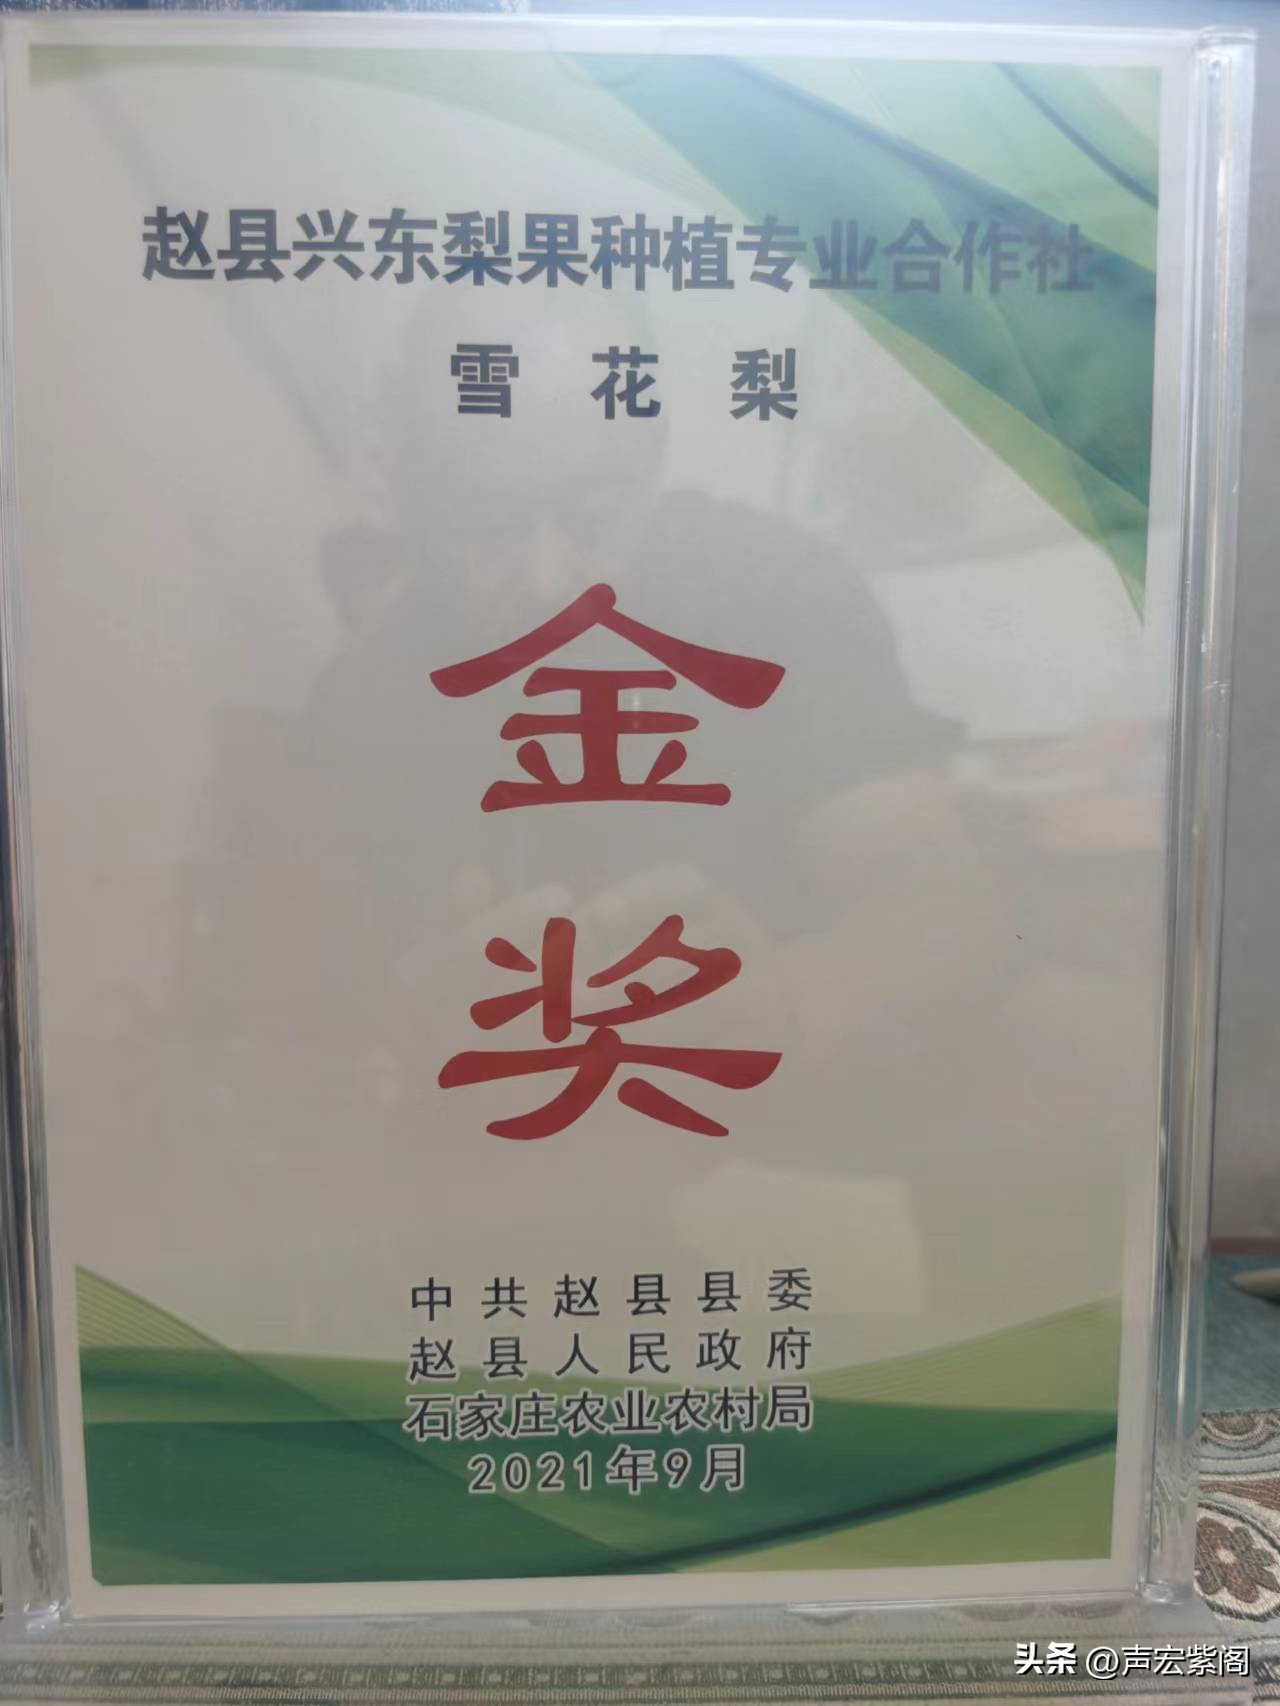 赵县兴东梨果种植专业合作社
雪花梨
金
奖
中共赵县县委
赵县人民政府
石家庄农业农村局
2021年9月
头条 @声宏紫阁